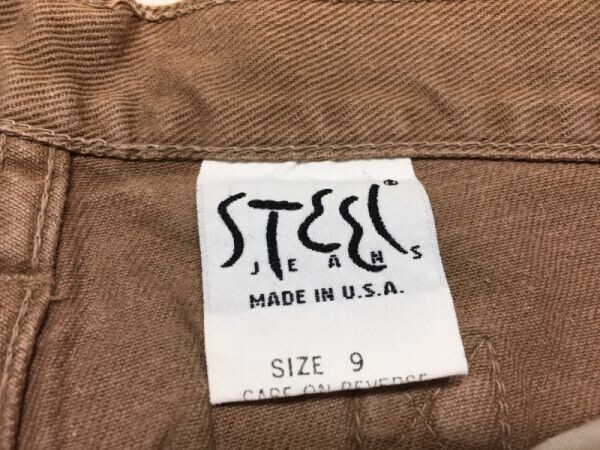 STEEL®
JEANS
MADE IN U.S.A.
SIZE 9
CARE ON REVERSE